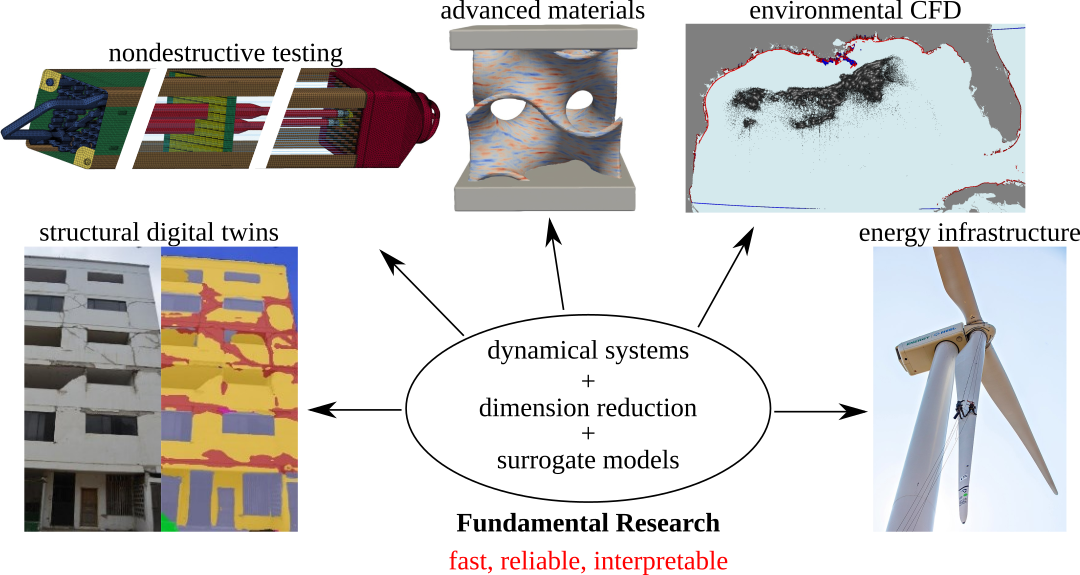 advanced materials
environmental CFD
nondestructive testing
structural digital twins
energy infrastructure
dynamical systems
+
dimension reduction
+
surrogate models
Fundamental Research
fast, reliable, interpretable